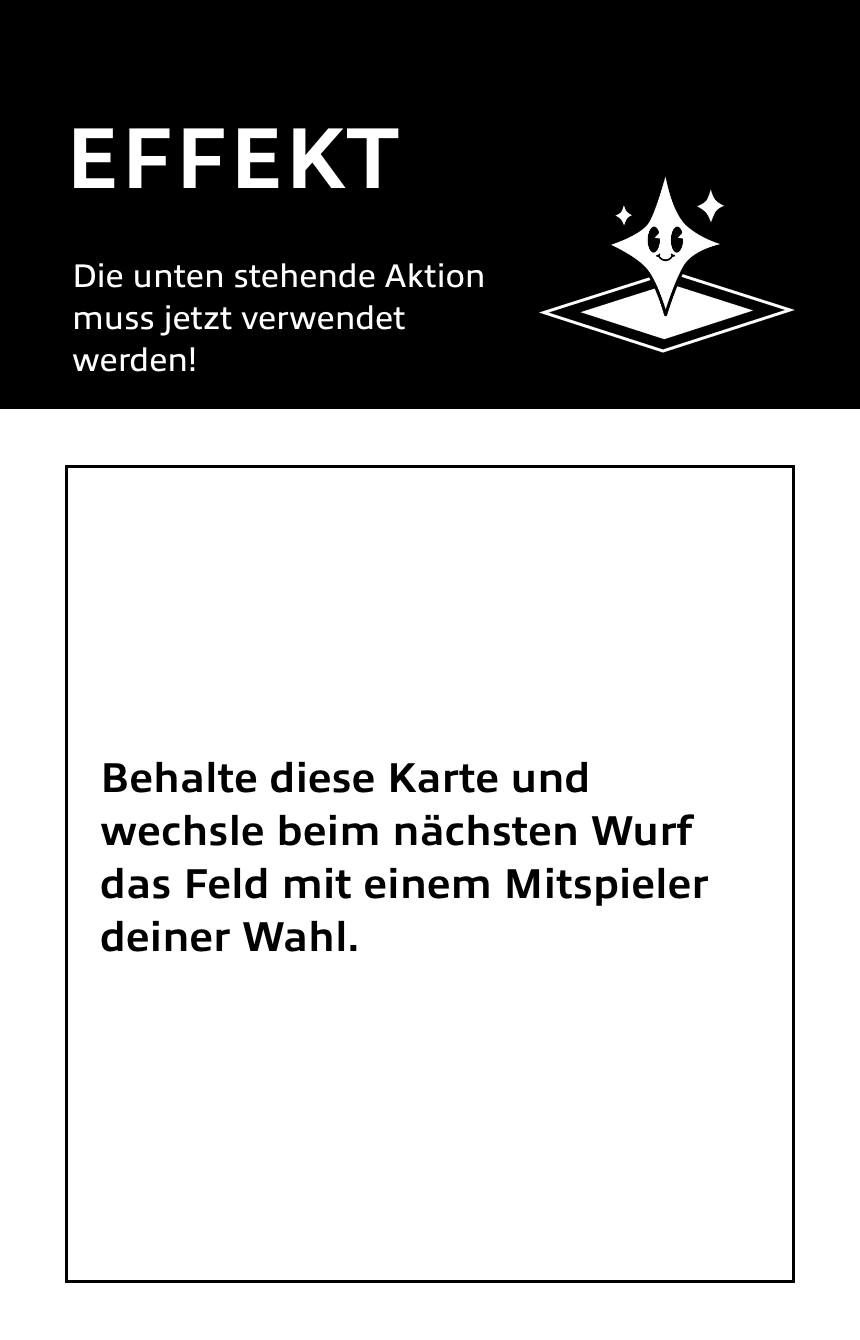 EFFEKT
Die unten stehende Aktion
muss jetzt verwendet
werden!
Behalte diese Karte und
wechsle beim nächsten Wurf
das Feld mit einem Mitspieler
deiner Wahl.